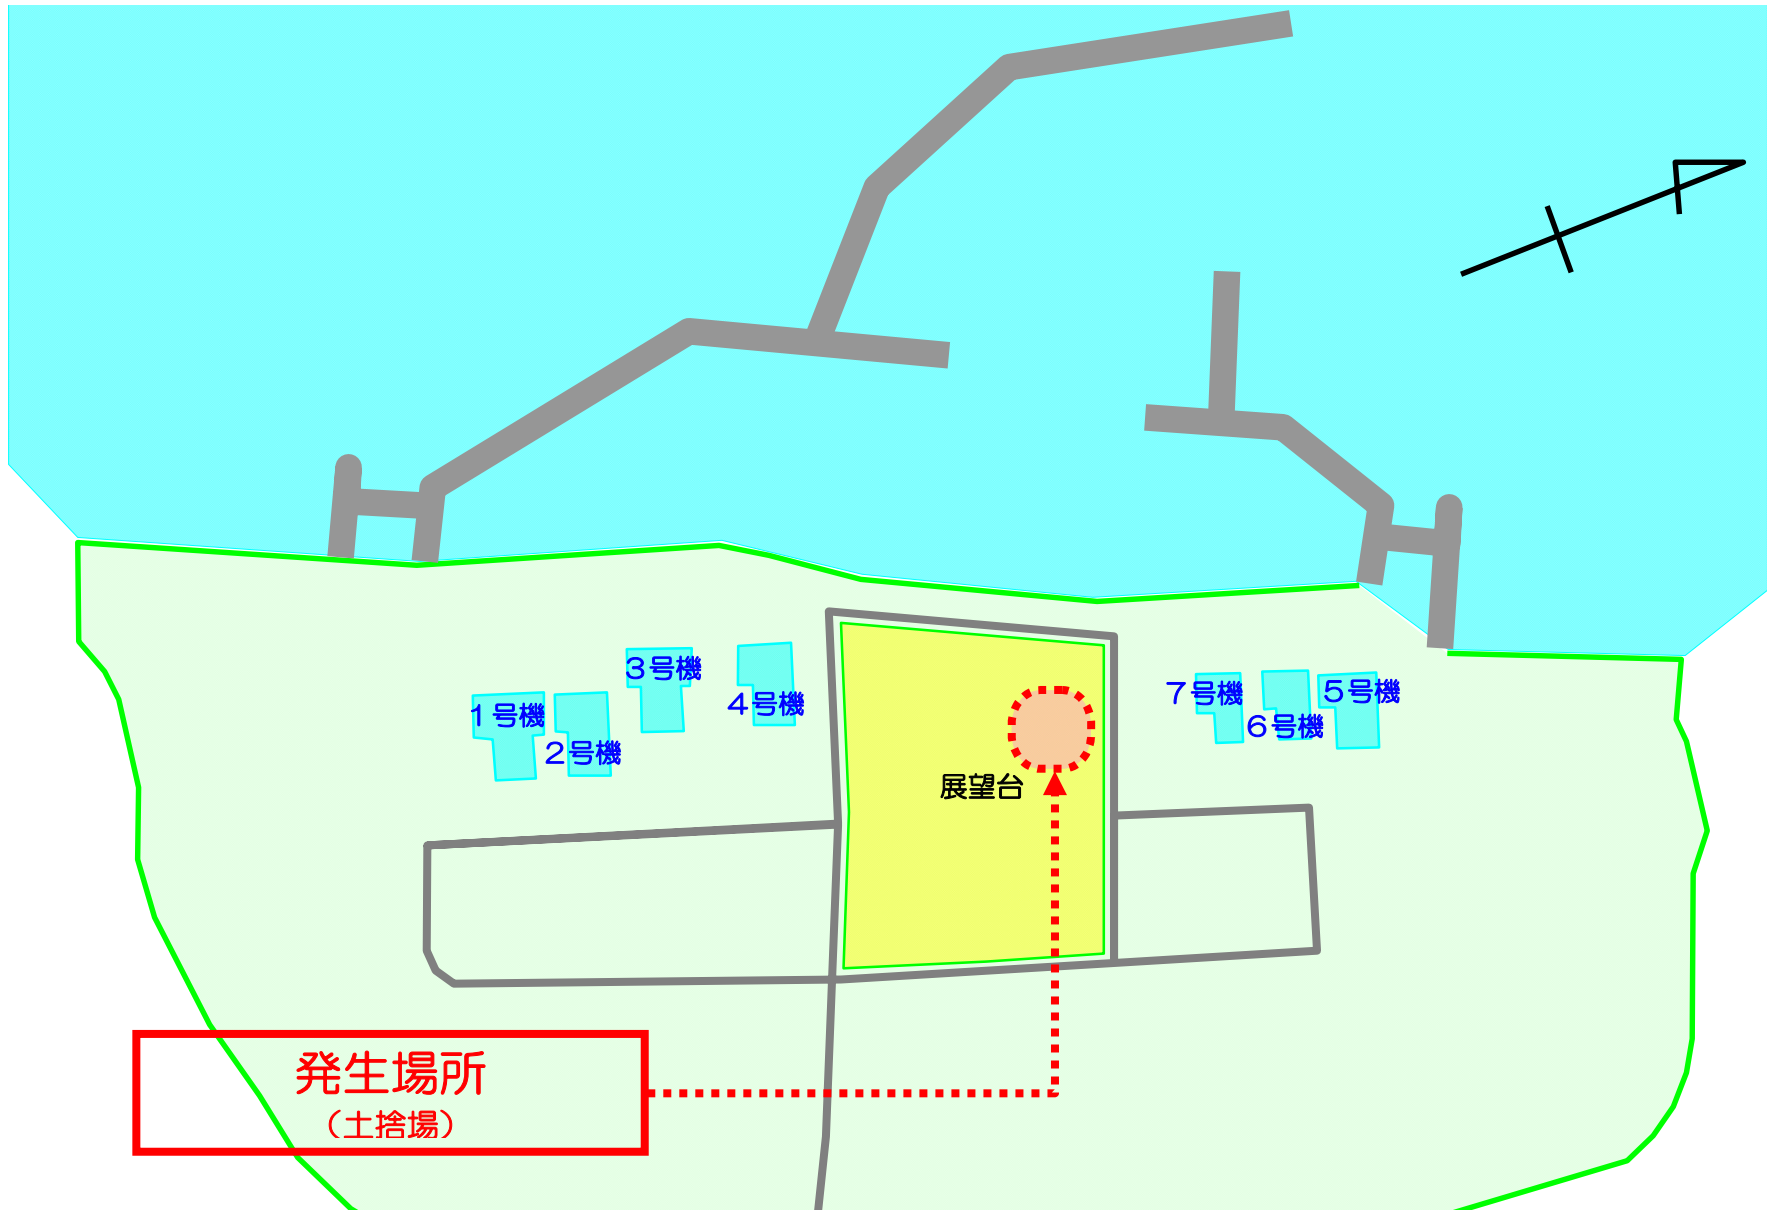 ３号機
４号機
１号機
２号機
７号機
６号機
５号機
展望台
発生場所
（土捨場）